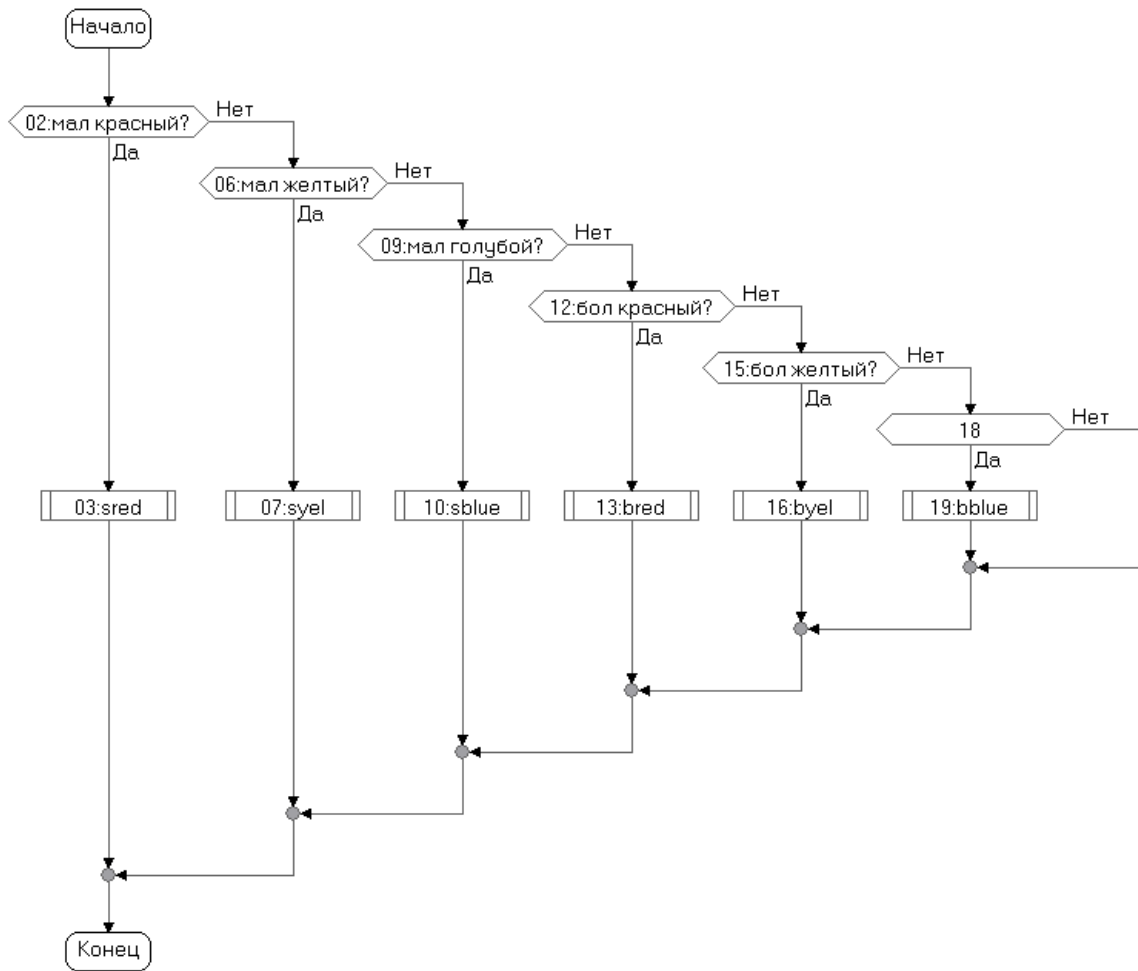 Начало
02:мал красный?
Нет
Да
06:мал желтый?
Нет
Да
09:мал голубой?
Нет
Да
12:бол красный?
Нет
Да
15:бол желтый?
Нет
Да
18
Нет
Да
03:sred
07:syel
10:sblue
13:bred
16:byel
19:bblue
Конец